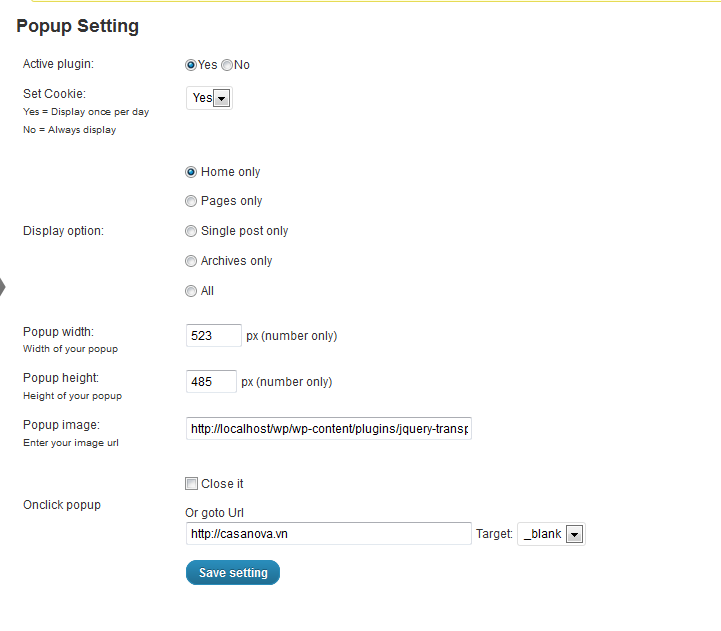 Popup Setting
Active plugin:
Yes No
Set Cookie:
Yes
Yes = Display once per day
No = Always display
Home only
Pages only
Display option:
Single post only
Archives only
All
Popup width:
523 px (number only)
Width of your popup
Popup height:
485 px (number only)
Height of your popup
Popup image:
http://localhost/wp/wp-content/plugins/jquery-transp
Enter your image url
Close it
Onclick popup
Or goto Url
http://casanova.vn Target: _blank
Save setting